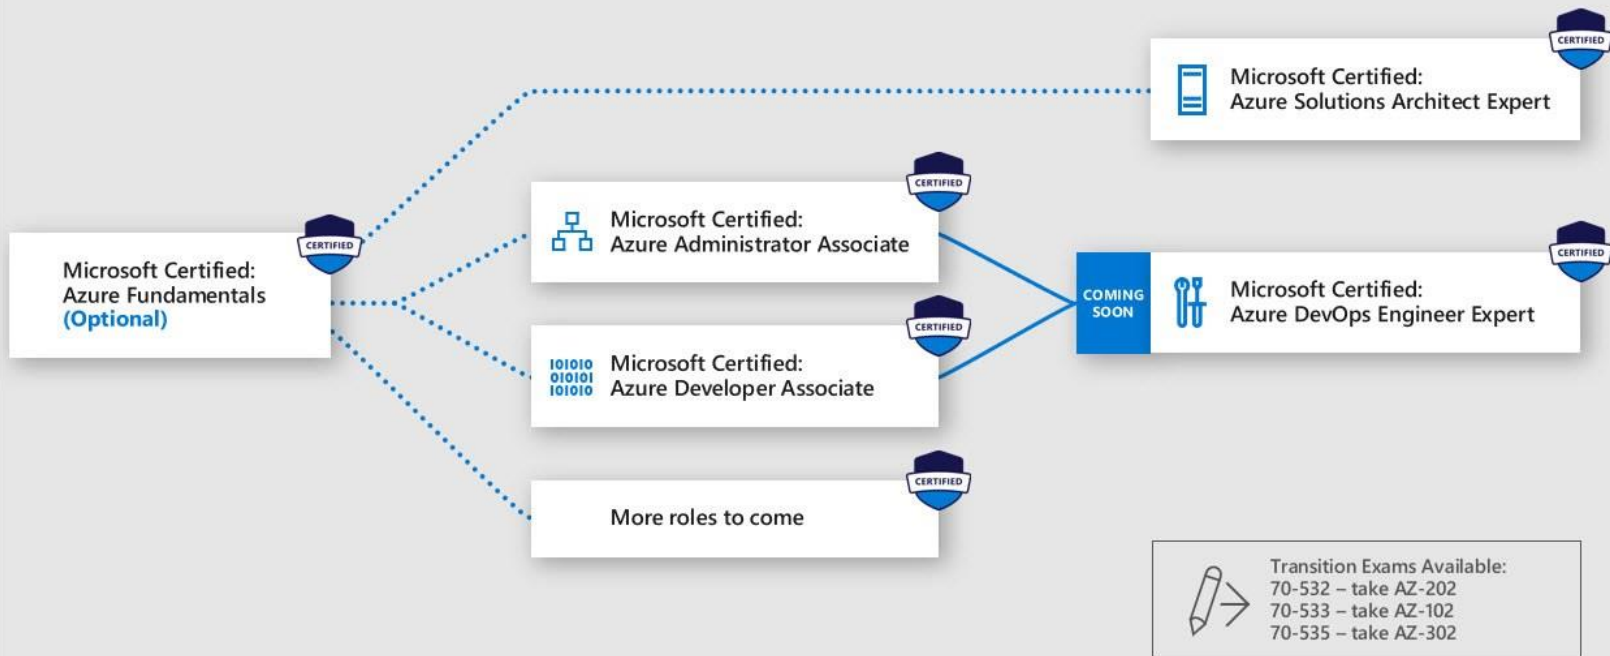 CERTIFIED
Microsoft Certified:
Azure Solutions Architect Expert
CERTIFIED
Microsoft Certified:
Azure Administrator Associate
CERTIFIED
Microsoft Certified:
Azure Fundamentals
(Optional)
CERTIFIED
COMING
SOON
Microsoft Certified:
Azure DevOps Engineer Expert
CERTIFIED
101010
010101
101010
Microsoft Certified:
Azure Developer Associate
CERTIFIED
More roles to come
Transition Exams Available:
70-532 – take AZ-202
70-533 – take AZ-102
70-535 – take AZ-302